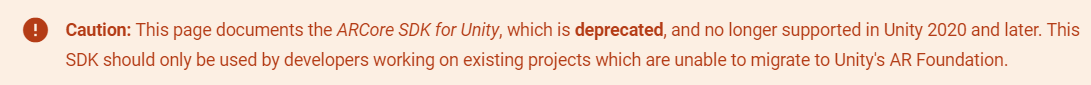 Caution: This page documents the ARCore SDK for Unity, which is deprecated, and no longer supported in Unity 2020 and later. This
SDK should only be used by developers working on existing projects which are unable to migrate to Unity's AR Foundation.